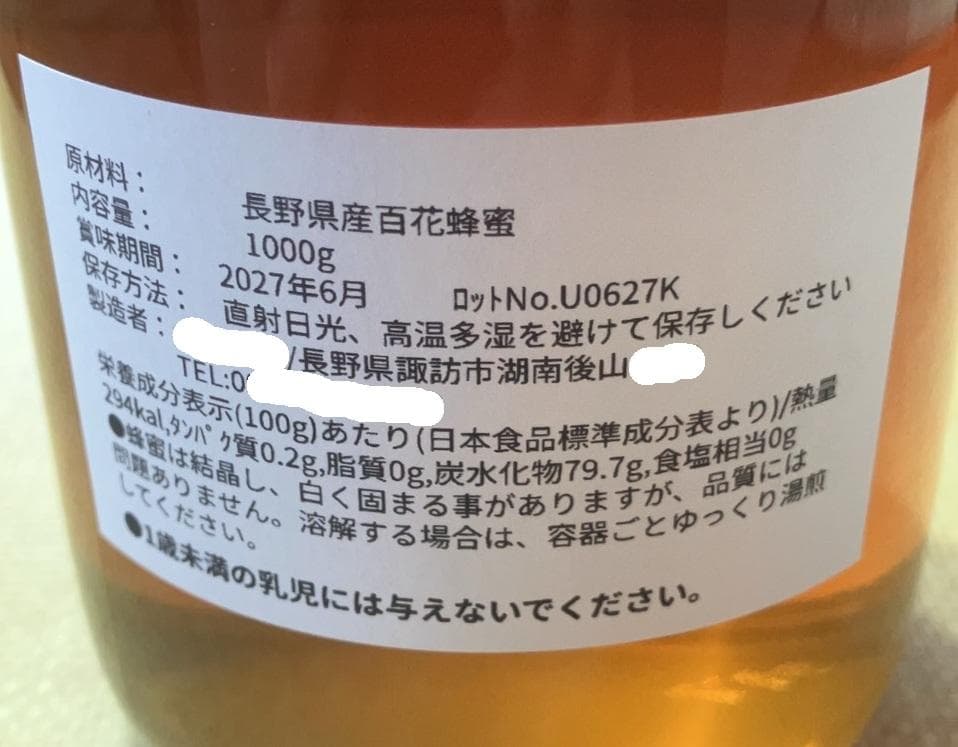 原材料： 長野県産百花蜂蜜
内容量： 1000g
賞味期間： 2027年6月 ﾛｯﾄNo.U0627K
保存方法： 直射日光、高温多湿を避けて保存しください
製造者： /長野県諏訪市湖南後山
TEL:0
栄養成分表示(100g)あたり(日本食品標準成分表より)/熱量
294kal,ﾀﾝﾊﾟｸ質0.2g,脂質0g,炭水化物79.7g,食塩相当0g
●蜂蜜は結晶し、白く固まる事がありますが、品質には
問題ありません。溶解する場合は、容器ごとゆっくり湯煎
してください。
●1歳未満の乳児には与えないでください。